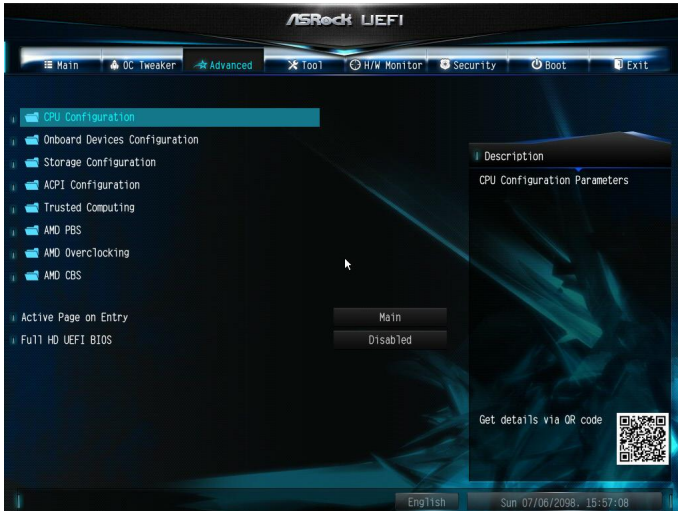 ASRock UEFI
Main OC Tweaker Advanced Tool H/W Monitor Security Boot Exit
CPU Configuration
Onboard Devices Configuration
Storage Configuration
ACPI Configuration
Trusted Computing
AMD PBS
AMD Overclocking
AMD CBS
Active Page on Entry Main
Full HD UEFI BIOS Disabled
Description
CPU Configuration Parameters
Get details via QR code
English Sun 07/06/2098. 15:57:08